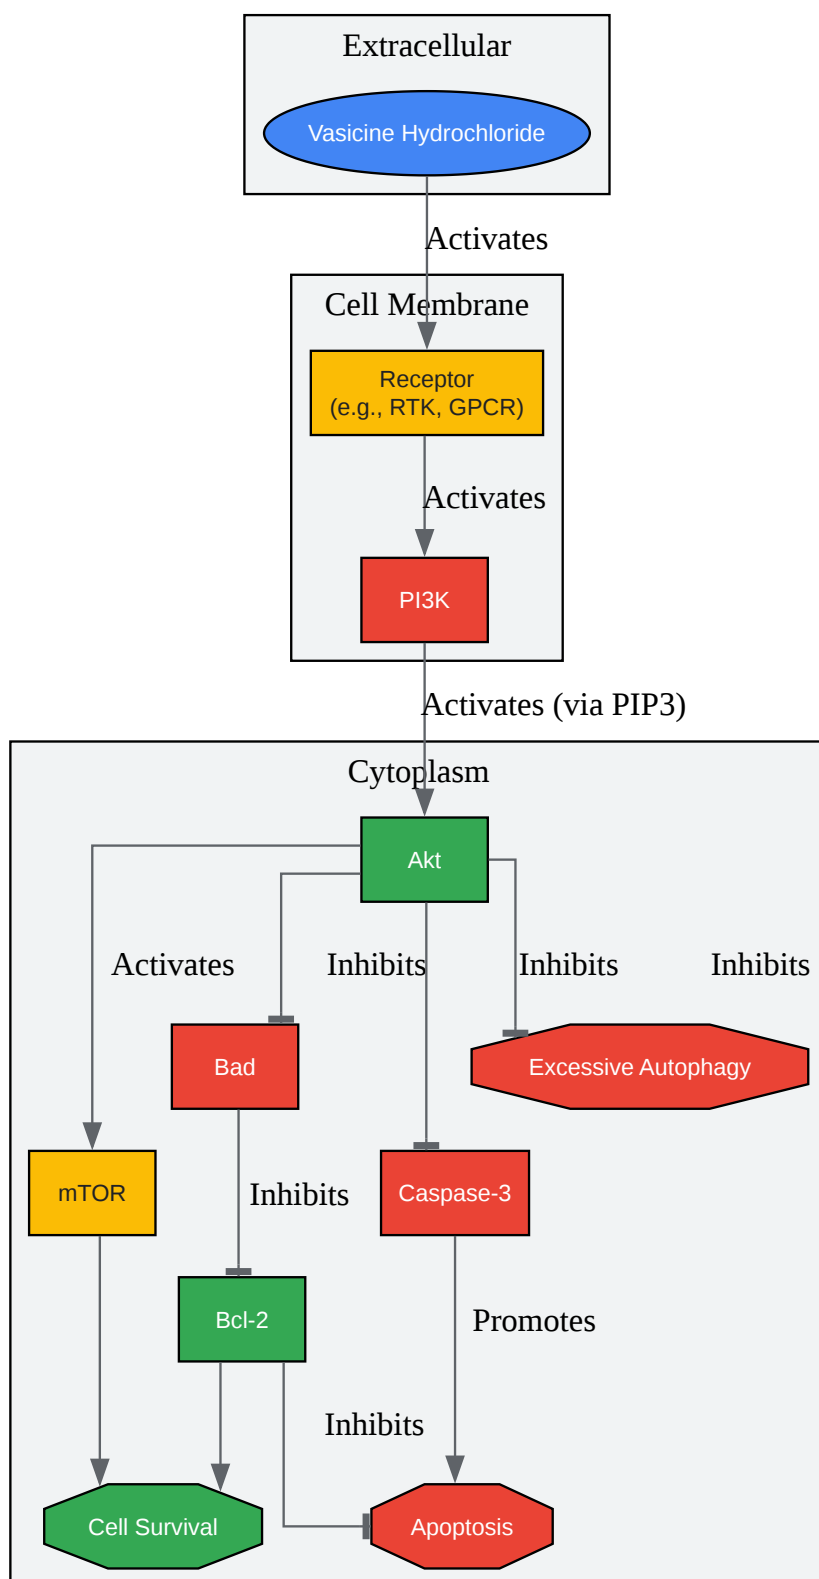 Extracellular
Vasicine Hydrochloride
Activates
Cell Membrane
Receptor
(e.g., RTK, GPCR)
Activates
PI3K
Activates (via PIP3)
Cytoplasm
Akt
Activates
Inhibits
Inhibits
Inhibits
Bad
Excessive Autophagy
mTOR
Inhibits
Caspase-3
Bcl-2
Promotes
Inhibits
Cell Survival
Apoptosis